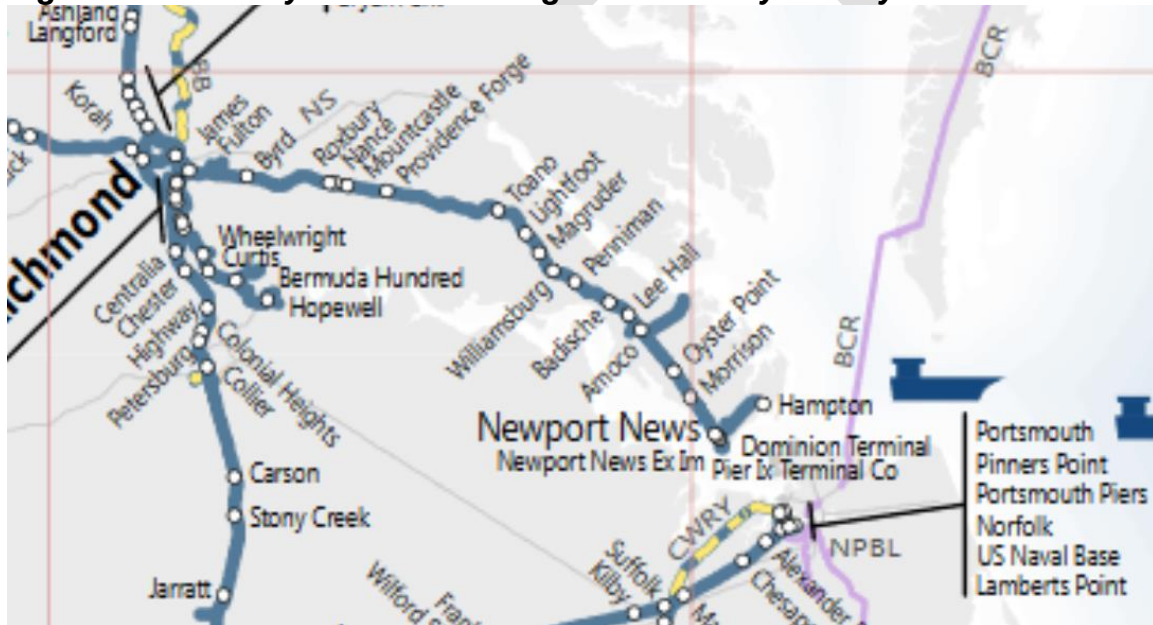 Ashland
Langford
BB
BCR
Korah
James
Fulton
NS
Byrd
Roxbury
Nance
Mountcastle
Providence Forge
Toano
Lightfoot
Magruder
Penniman
Wheelwright
Curtis
Bermuda Hundred
Hopewell
Centralia
Chester
Highway
Petersburg
Colonial Heights
Collier
Williamsburg
Badische
Lee Hall
Amoco
Oyster Point
Morrison
BCR
Hampton
Newport News
Dominion Terminal
Newport News Ex Im
Pier Ix Terminal Co
Portsmouth
Pinners Point
Portsmouth Piers
Norfolk
US Naval Base
Lamberts Point
Carson
Stony Creek
CWRY
NPBL
Suffolk
Kilby
Alexander
Jarratt
Wilford